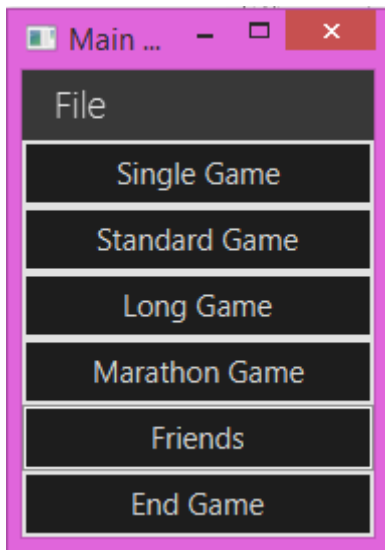 Main ...
File
Single Game
Standard Game
Long Game
Marathon Game
Friends
End Game